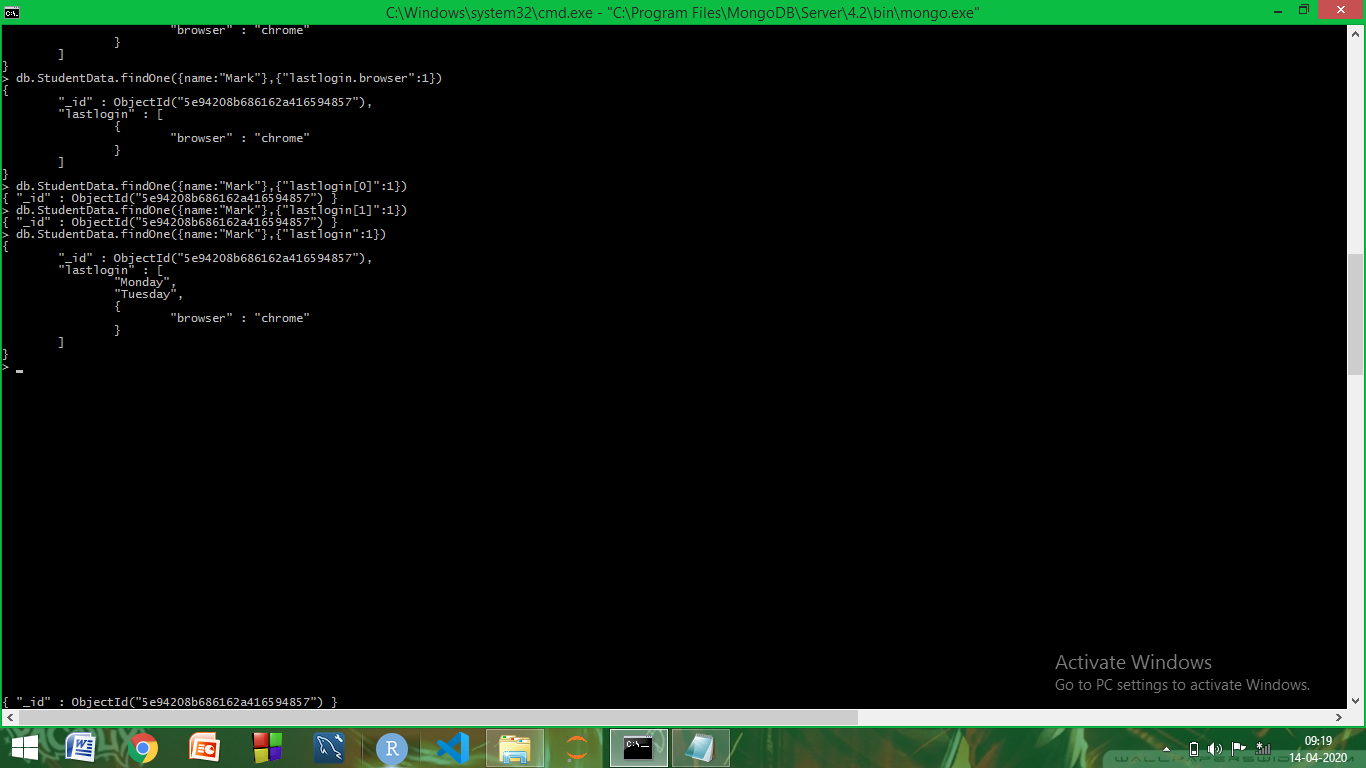 C:\Windows\system32\cmd.exe - "C:\Program Files\MongoDB\Server\4.2\bin\mongo.exe"
"browser" : "chrome"
}
]
}
> db.StudentData.findOne({name:"Mark"},{"lastlogin.browser":1})
{
"_id" : ObjectId("5e94208b686162a416594857"),
"lastlogin" : [
{
"browser" : "chrome"
}
]
}
> db.StudentData.findOne({name:"Mark"},{"lastlogin[0]":1})
{ "_id" : ObjectId("5e94208b686162a416594857") }
> db.StudentData.findOne({name:"Mark"},{"lastlogin[1]":1})
{ "_id" : ObjectId("5e94208b686162a416594857") }
> db.StudentData.findOne({name:"Mark"},{"lastlogin":1})
{
"_id" : ObjectId("5e94208b686162a416594857"),
"lastlogin" : [
"Monday",
"Tuesday",
{
"browser" : "chrome"
}
]
}
> _
Activate Windows
Go to PC settings to activate Windows.
{ "_id" : ObjectId("5e94208b686162a416594857") }
09:19
14-04-2020